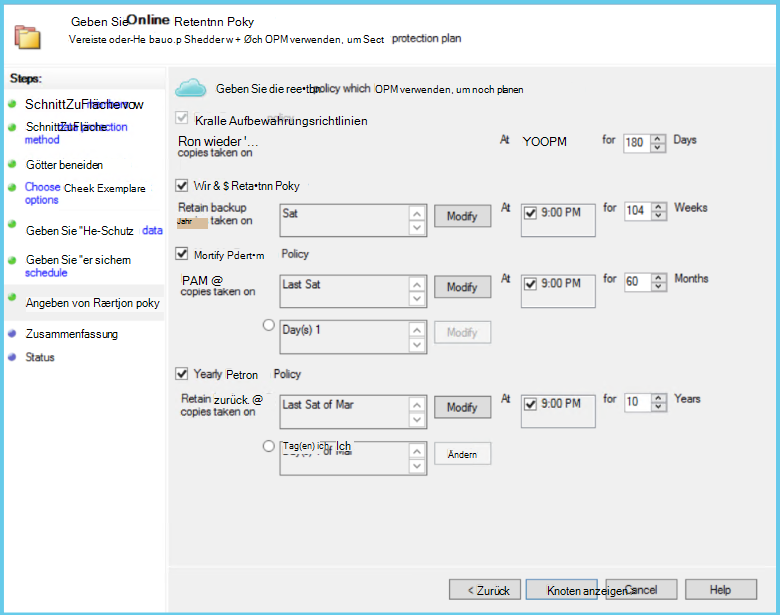 Geben Sie Online Retentnn Poky
Vereiste oder-He bauo.p Shedder w + Øch OPM verwenden, um Sect protection plan
Steps:
SchnittZuFläche vow
SchnittZuFläche protection
method
Götter beneiden
Choose Cheek Exemplare
options
Geben Sie "He-Schutz data
Geben Sie "er sichern
schedule
Angeben von Rærtjon poky
Zusammenfassung
Status
Geben Sie die ree•tbn policy which OPM verwenden, um noch planen
Kralle Aufbewahrungsrichtlinien
Ron wieder '...
copies taken on
At YOOPM for 180 Days
Wir & $ Reta•tnn Poky
Retain backup
Jahr taken on
Sat Modify At 9:00 PM for 104 Weeks
Mortify Pdert•m Policy
PAM @
copies taken on
Last Sat Modify At 9:00 PM for 60 Months
Day(s) 1 Modify
Yearly Petron Policy
Retain zurück. @
copies taken on
Last Sat of Mar Modify At 9:00 PM for 10 Years
Tag(en) ich, Ich
Ändern
< Zurück Knoten anzeigen > Cancel Help